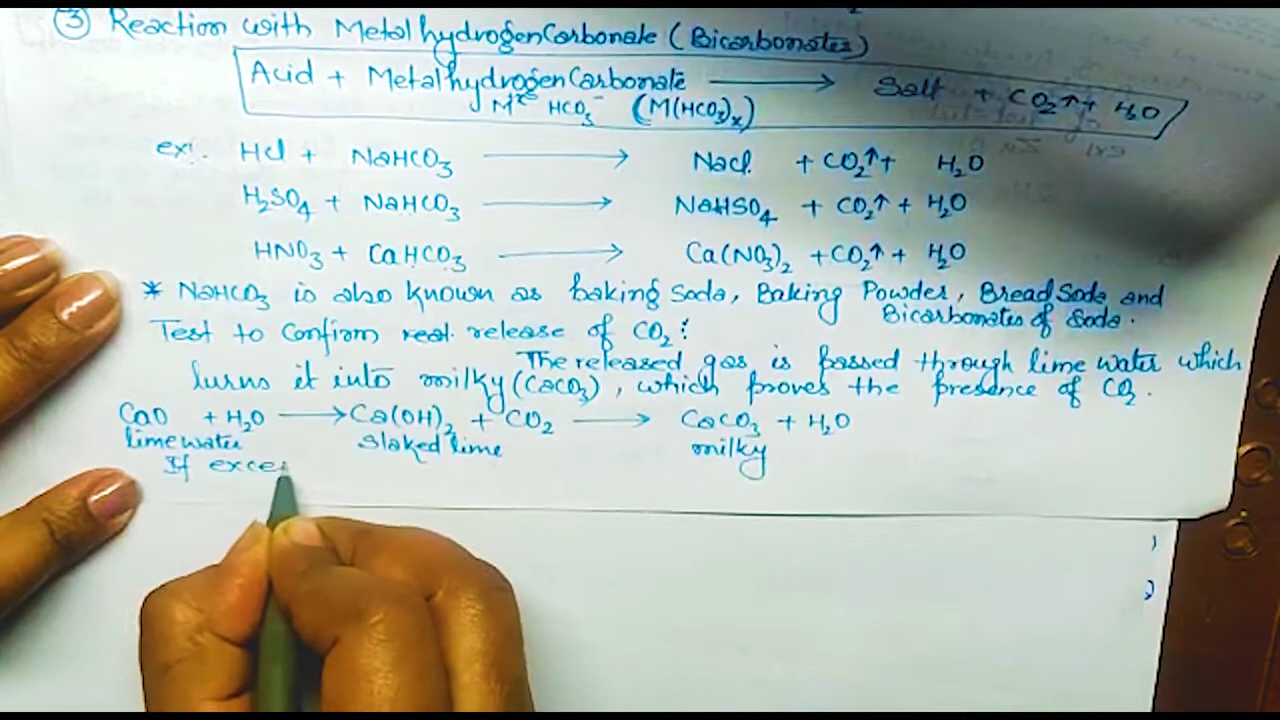 ③ Reaction with Metal hydrogen Carbonate (Bicarbonates)
Acid + Metal hydrogen Carbonate ⟶ Salt + CO₂↑ + H₂O
HCO₃⁻ (M(HCO₃)ₓ)
ex:. HCl + NaHCO₃ ⟶ NaCl + CO₂↑ + H₂O
H₂SO₄ + NaHCO₃ ⟶ NaHSO₄ + CO₂↑ + H₂O
HNO₃ + CaHCO₃ ⟶ Ca(NO₃)₂ + CO₂↑ + H₂O
* NaHCO₃ is also known as baking soda, Baking Powder, Bread Soda and
Bicarbonates of Soda.
Test to Confirm release of CO₂:
The released gas is passed through lime water which
turns it into milky (CaCO₃), which proves the presence of CO₂.
CaO + H₂O ⟶ Ca(OH)₂ + CO₂ ⟶ CaCO₃ + H₂O
lime water slaked lime milky
If exces